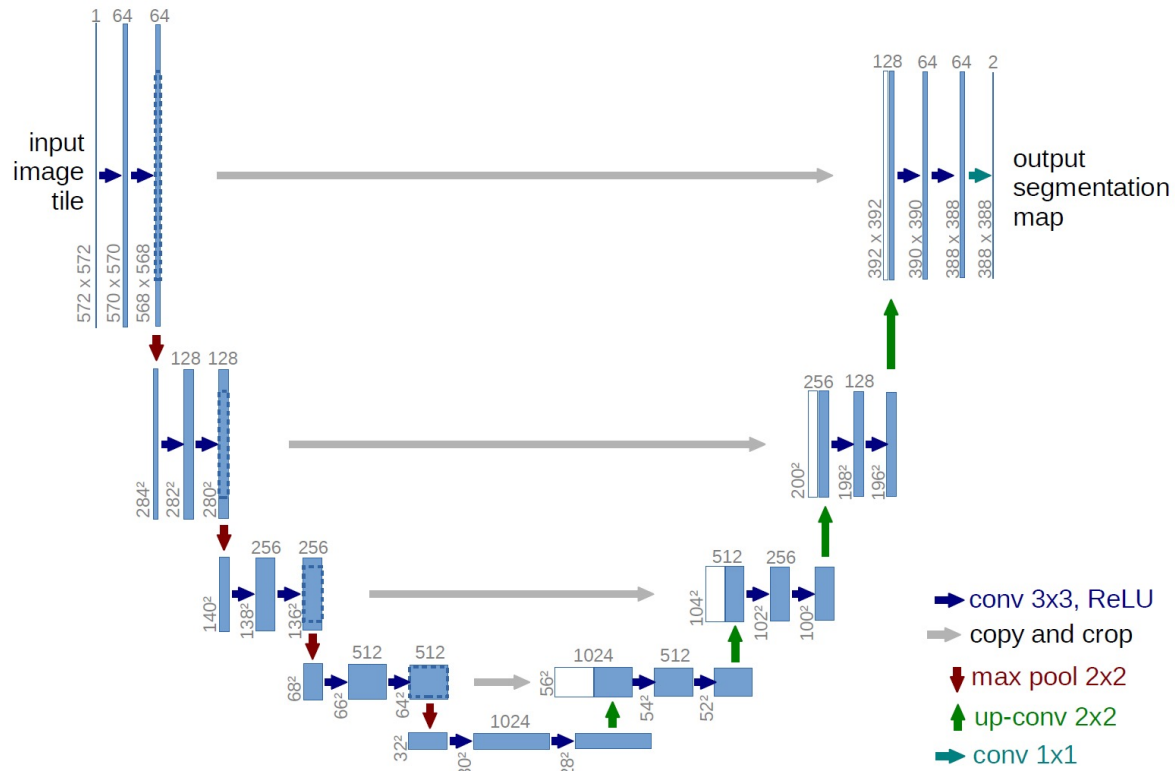 1 64 64
128 64 64 2
input
image
tile
output
segmentation
map
572 x 572
570 x 570
568 x 568
392 x 392
390 x 390
388 x 388
388 x 388
128 128
256 128
284²
282²
280²
200²
198²
196²
256 256
512 256
140²
138²
136²
104²
102²
100²
512 512
1024 512
68²
66²
64²
56²
54²
52²
1024
32²
conv 3x3, ReLU
copy and crop
max pool 2x2
up-conv 2x2
conv 1x1